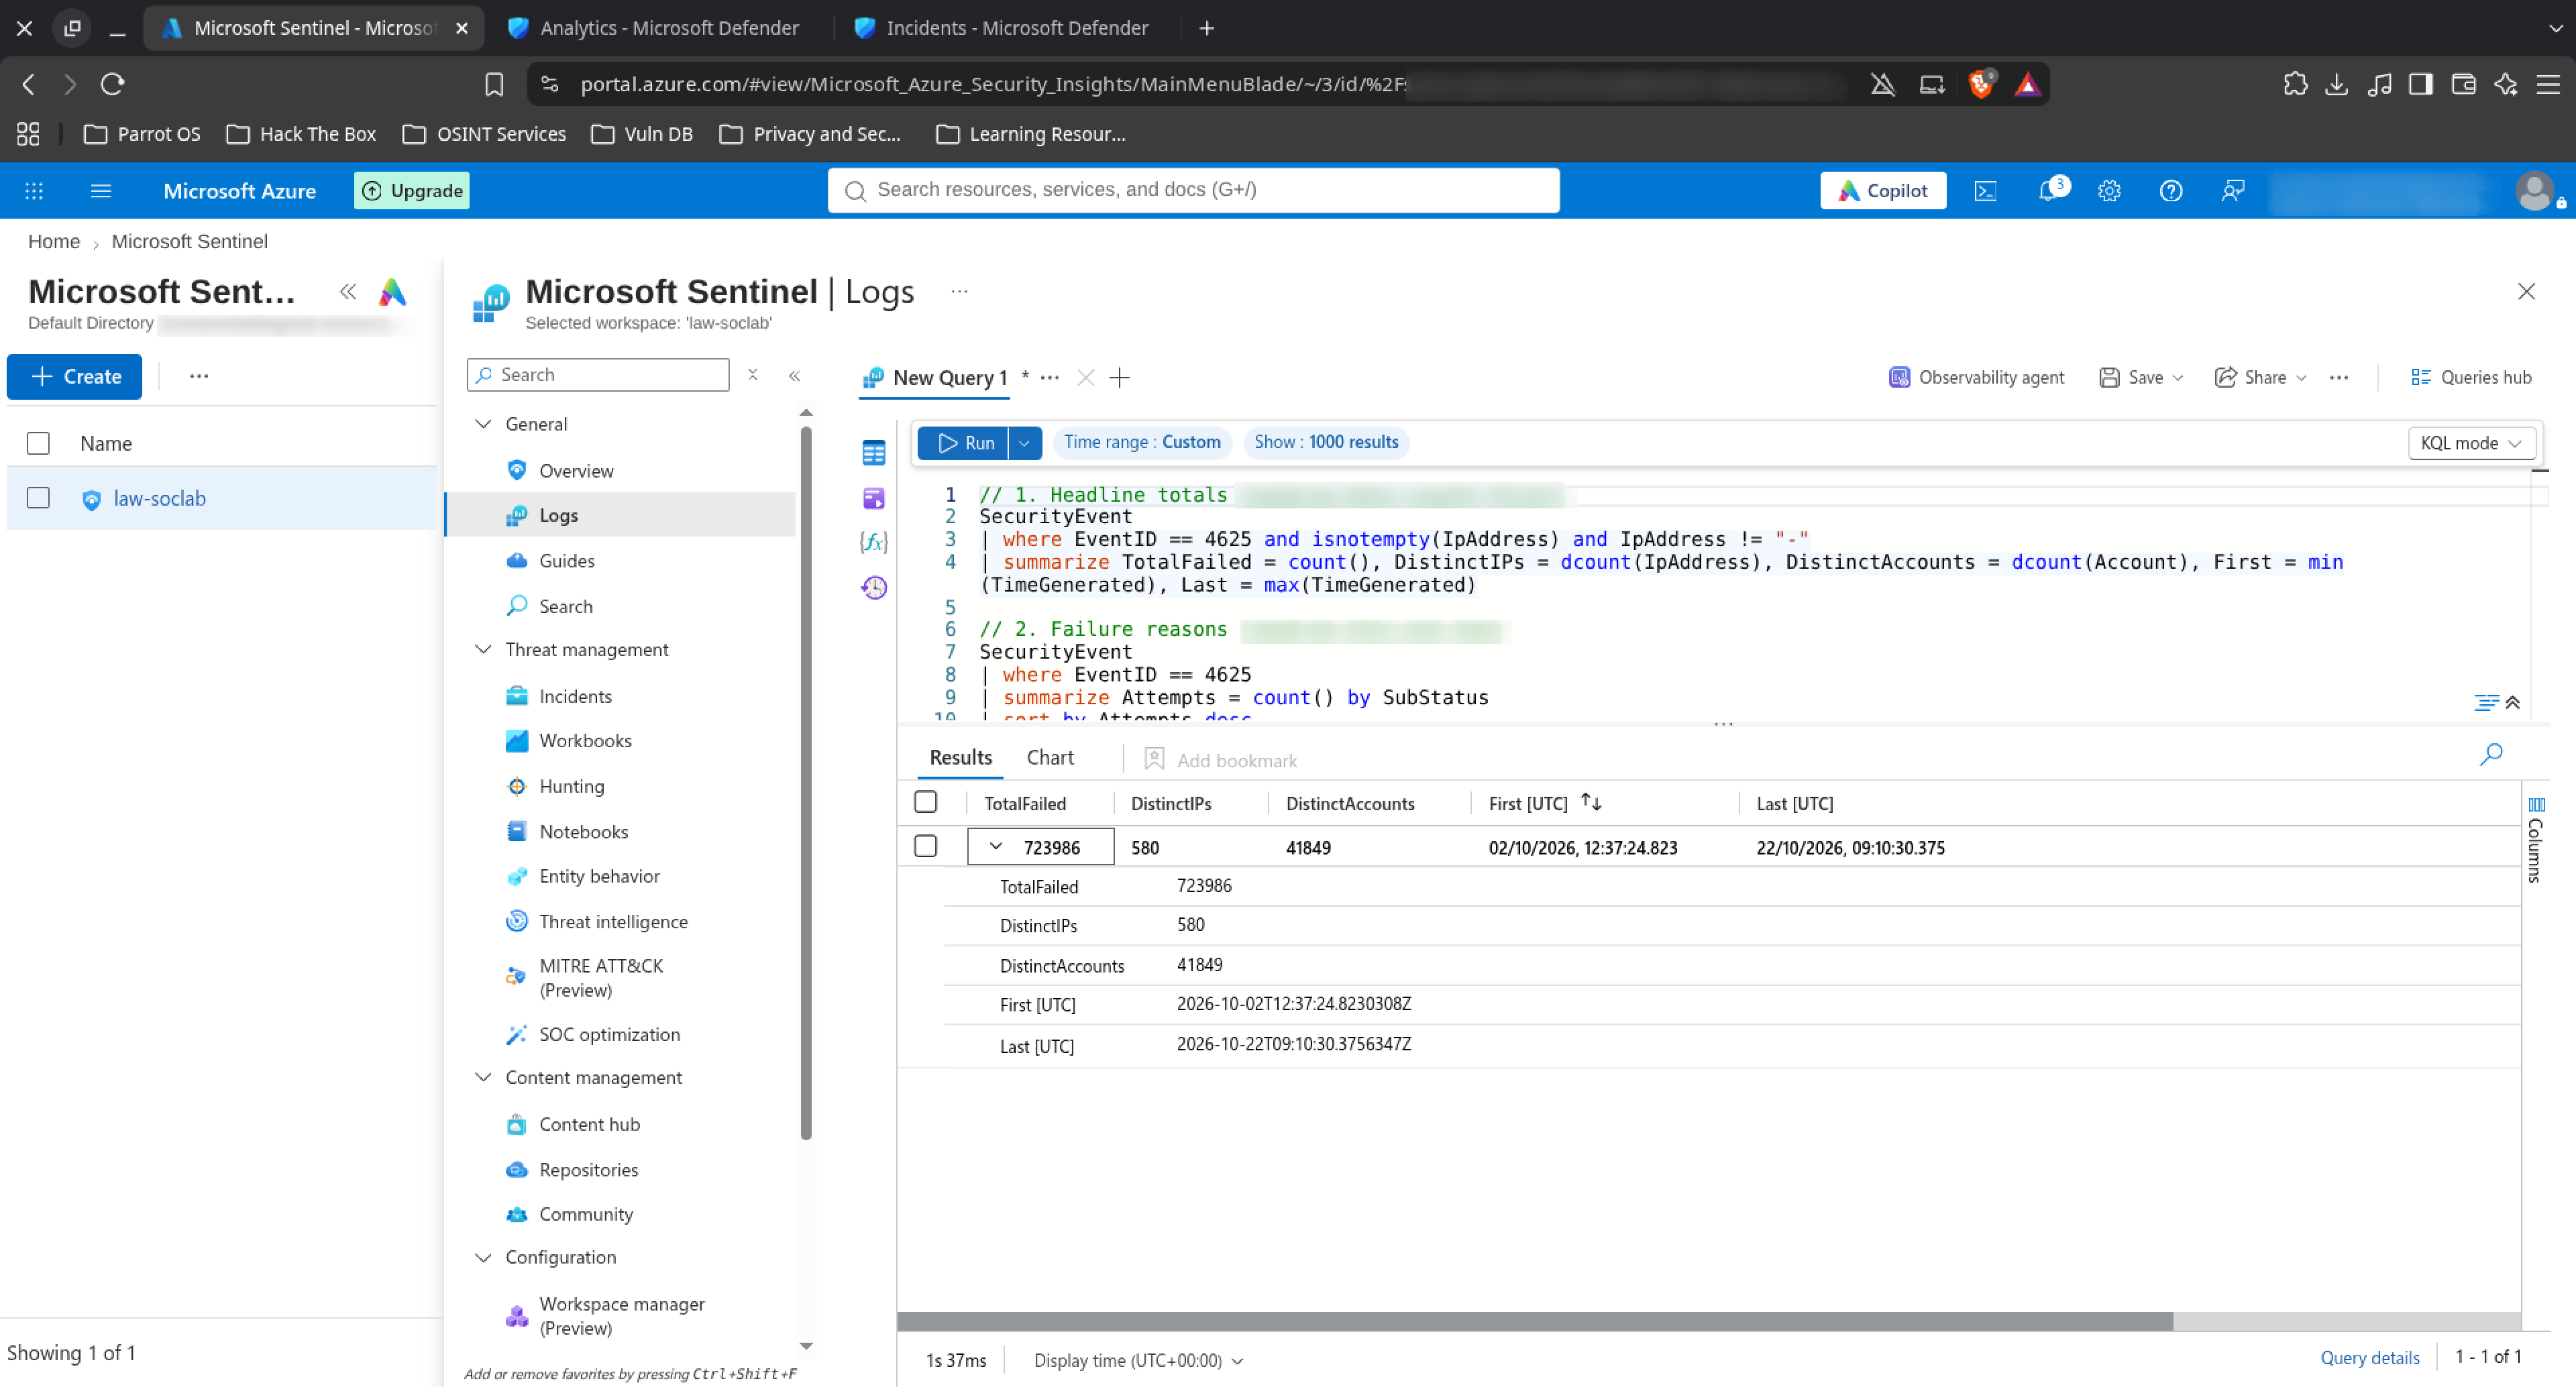 Microsoft Sentinel - Microsof
Analytics - Microsoft Defender
Incidents - Microsoft Defender
portal.azure.com/#view/Microsoft_Azure_Security_Insights/MainMenuBlade/~/3/id/%2F
9
Parrot OS
Hack The Box
OSINT Services
Vuln DB
Privacy and Sec...
Learning Resour...
Microsoft Azure
Upgrade
Search resources, services, and docs (G+/)
Copilot
3
Home
Microsoft Sentinel
Microsoft Sent...
Default Directory
Create
...
Name
law-soclab
Showing 1 of 1
Microsoft Sentinel | Logs
...
Selected workspace: 'law-soclab'
Search
General
Overview
Logs
Guides
Search
Threat management
Incidents
Workbooks
Hunting
Notebooks
Entity behavior
Threat intelligence
MITRE ATT&CK
(Preview)
SOC optimization
Content management
Content hub
Repositories
Community
Configuration
Workspace manager
(Preview)
Add or remove favorites by pressing Ctrl+Shift+F
New Query 1 * ...
Observability agent
Save
Share
...
Queries hub
Run
Time range : Custom
Show : 1000 results
KQL mode
1 // 1. Headline totals
2 SecurityEvent
3 | where EventID == 4625 and isnotempty(IpAddress) and IpAddress != "-"
4 | summarize TotalFailed = count(), DistinctIPs = dcount(IpAddress), DistinctAccounts = dcount(Account), First = min
(TimeGenerated), Last = max(TimeGenerated)
5
6 // 2. Failure reasons
7 SecurityEvent
8 | where EventID == 4625
9 | summarize Attempts = count() by SubStatus
10 | sort by Attempts desc
Results
Chart
Add bookmark
TotalFailed DistinctIPs DistinctAccounts First [UTC] Last [UTC]
723986 580 41849 02/10/2026, 12:37:24.823 22/10/2026, 09:10:30.375
TotalFailed 723986
DistinctIPs 580
DistinctAccounts 41849
First [UTC] 2026-10-02T12:37:24.8230308Z
Last [UTC] 2026-10-22T09:10:30.3756347Z
Columns
1s 37ms
Display time (UTC+00:00)
Query details
1 - 1 of 1